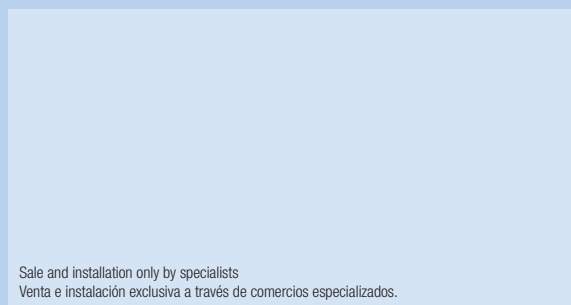 Sale and installation only by specialists
Venta e instalación exclusiva a través de comercios especializados.